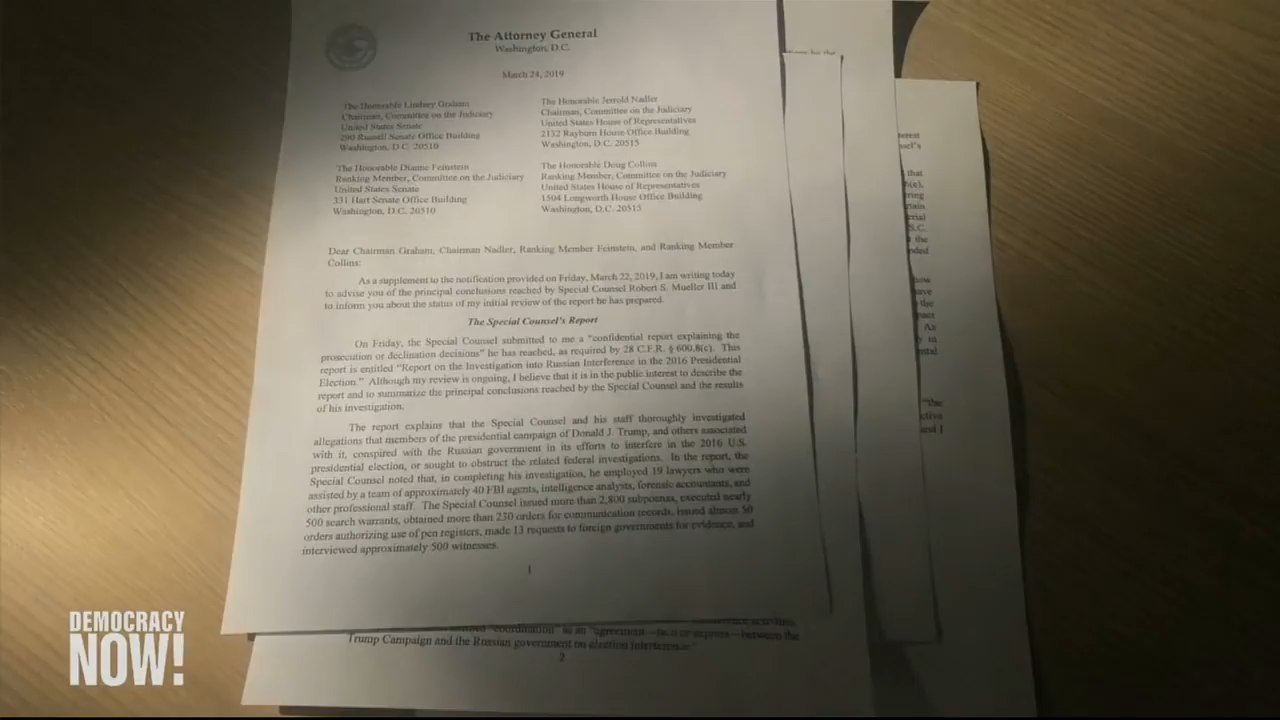 The Attorney General
Washington, D.C.
March 24, 2019
The Honorable Lindsey Graham
Chairman, Committee on the Judiciary
United States Senate
290 Russell Senate Office Building
Washington, D.C. 20510
The Honorable Jerrold Nadler
Chairman, Committee on the Judiciary
United States House of Representatives
2132 Rayburn House Office Building
Washington, D.C. 20515
The Honorable Dianne Feinstein
Ranking Member, Committee on the Judiciary
United States Senate
331 Hart Senate Office Building
Washington, D.C. 20510
The Honorable Doug Collins
Ranking Member, Committee on the Judiciary
United States House of Representatives
1504 Longworth House Office Building
Washington, D.C. 20515
Dear Chairman Graham, Chairman Nadler, Ranking Member Feinstein, and Ranking Member
Collins:
As a supplement to the notification provided on Friday, March 22, 2019, I am writing today
to advise you of the principal conclusions reached by Special Counsel Robert S. Mueller III and
to inform you about the status of my initial review of the report he has prepared.
The Special Counsel's Report
On Friday, the Special Counsel submitted to me a "confidential report explaining the
prosecution or declination decisions" he has reached, as required by 28 C.F.R. § 600.8(c). This
report is entitled "Report on the Investigation into Russian Interference in the 2016 Presidential
Election." Although my review is ongoing, I believe that it is in the public interest to describe the
report and to summarize the principal conclusions reached by the Special Counsel and the results
of his investigation.
The report explains that the Special Counsel and his staff thoroughly investigated
allegations that members of the presidential campaign of Donald J. Trump, and others associated
with it, conspired with the Russian government in its efforts to interfere in the 2016 U.S.
presidential election, or sought to obstruct the related federal investigations. In the report, the
Special Counsel noted that, in completing his investigation, he employed 19 lawyers who were
assisted by a team of approximately 40 FBI agents, intelligence analysts, forensic accountants, and
other professional staff. The Special Counsel issued more than 2,800 subpoenas, executed nearly
500 search warrants, obtained more than 230 orders for communication records, issued almost 50
orders authorizing use of pen registers, made 13 requests to foreign governments for evidence, and
interviewed approximately 500 witnesses.
1
"coordination" as an "agreement—tacit or express—between the
Trump Campaign and the Russian government on election interference."
2
that
the
the
As
"the
and I
DEMOCRACY
NOW!